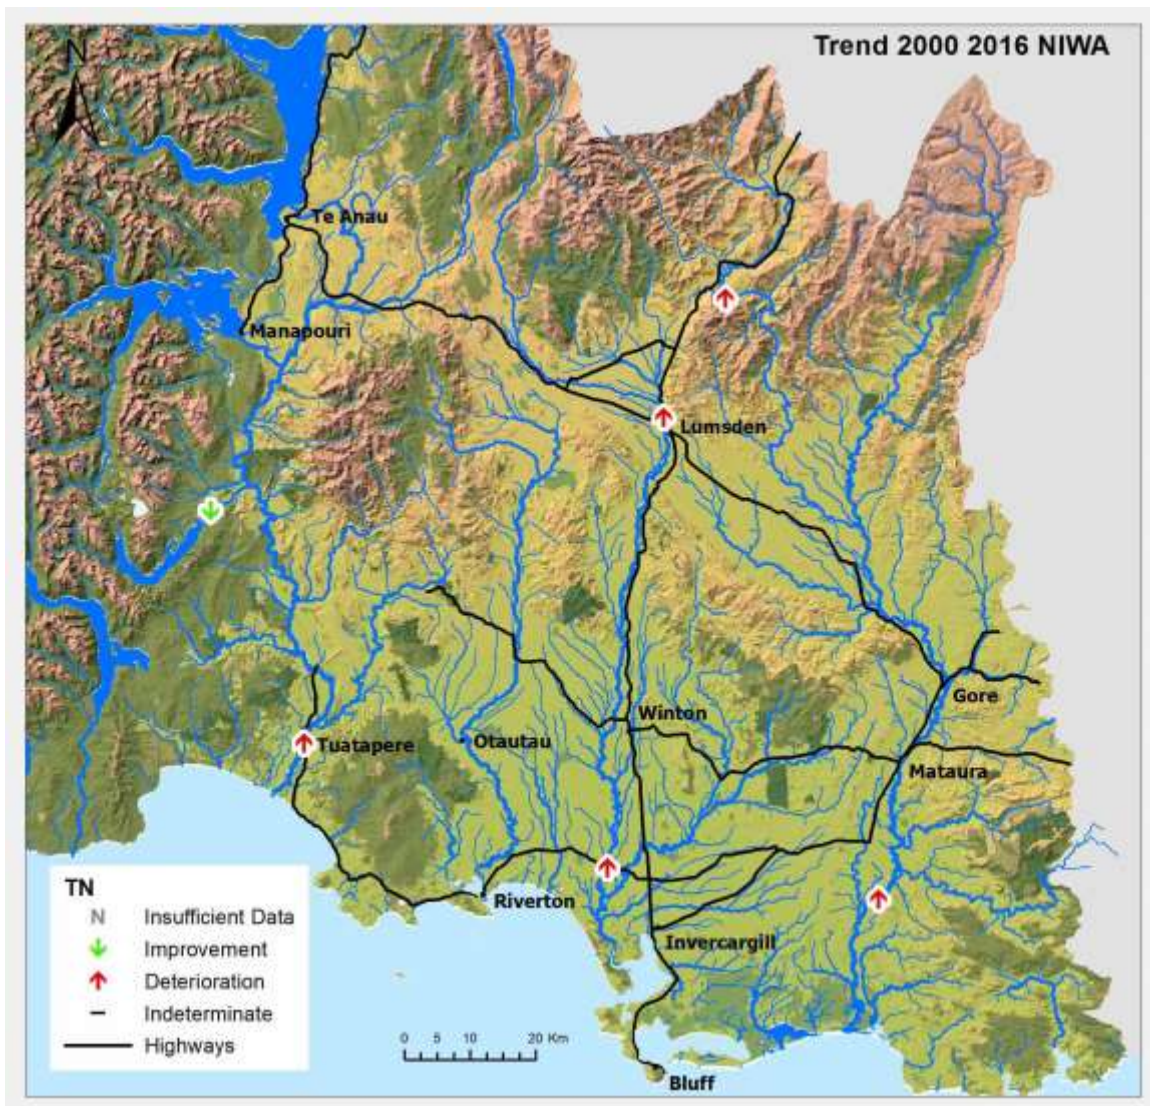 Trend 2000 2016 NIWA
N
Te Anau
Manapouri
Lumsden
Gore
Winton
Otautau
Tuatapere
Mataura
Riverton
Invercargill
Bluff
TN
N Insufficient Data
Improvement
Deterioration
Indeterminate
Highways
0 5 10 20 Km